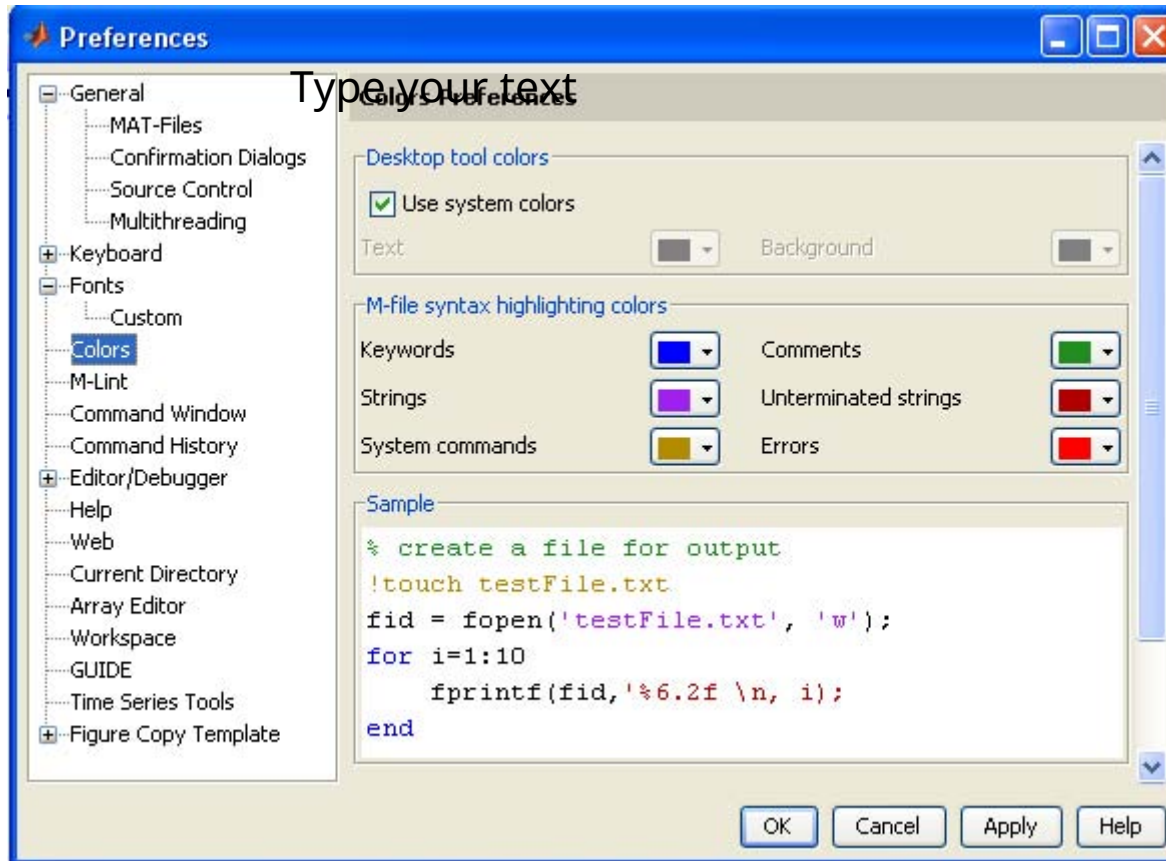 Preferences
Type your text
General
MAT-Files
Confirmation Dialogs
Source Control
Multithreading
Keyboard
Fonts
Custom
Colors
M-Lint
Command Window
Command History
Editor/Debugger
Help
Web
Current Directory
Array Editor
Workspace
GUIDE
Time Series Tools
Figure Copy Template
Colors Preferences
Desktop tool colors
Use system colors
Text Background
M-file syntax highlighting colors
Keywords Comments
Strings Unterminated strings
System commands Errors
Sample
% create a file for output
!touch testFile.txt
fid = fopen('testFile.txt', 'w');
for i=1:10
fprintf(fid,'%6.2f \n, i);
end
OK Cancel Apply Help